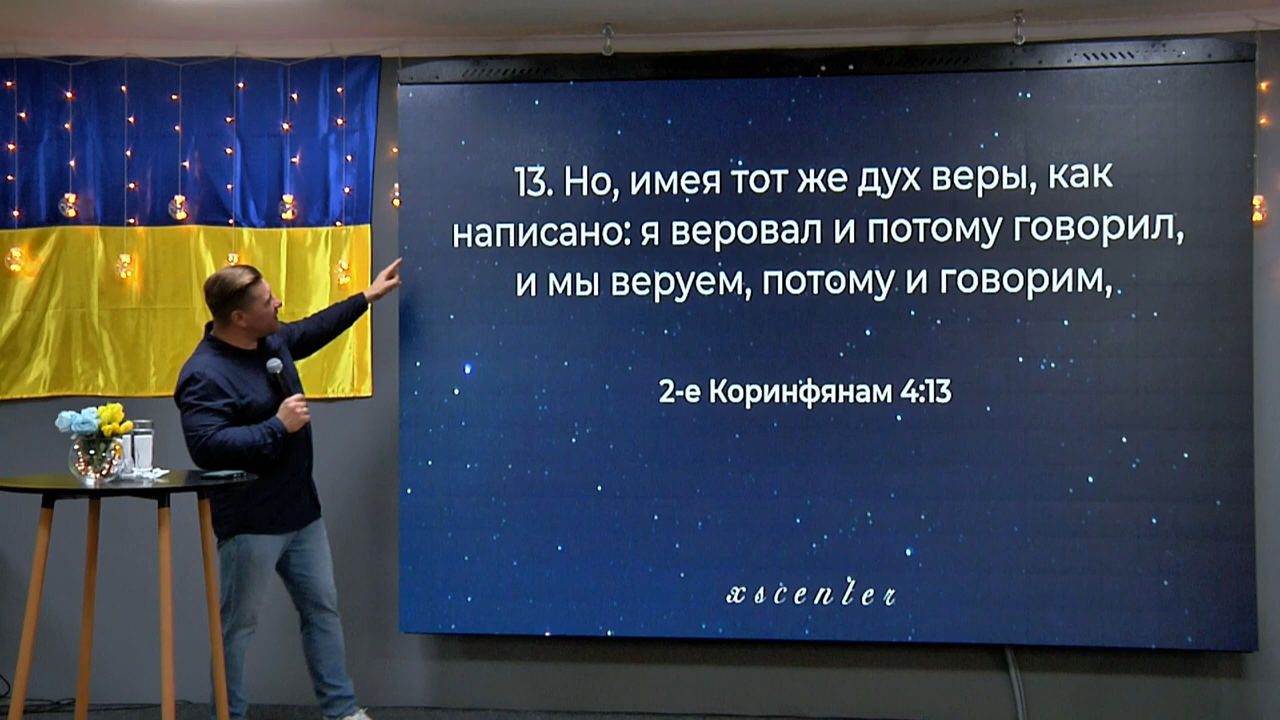 13. Но, имея тот же дух веры, как
написано: я веровал и потому говорил,
и мы веруем, потому и говорим,
2-е Коринфянам 4:13
xscenter